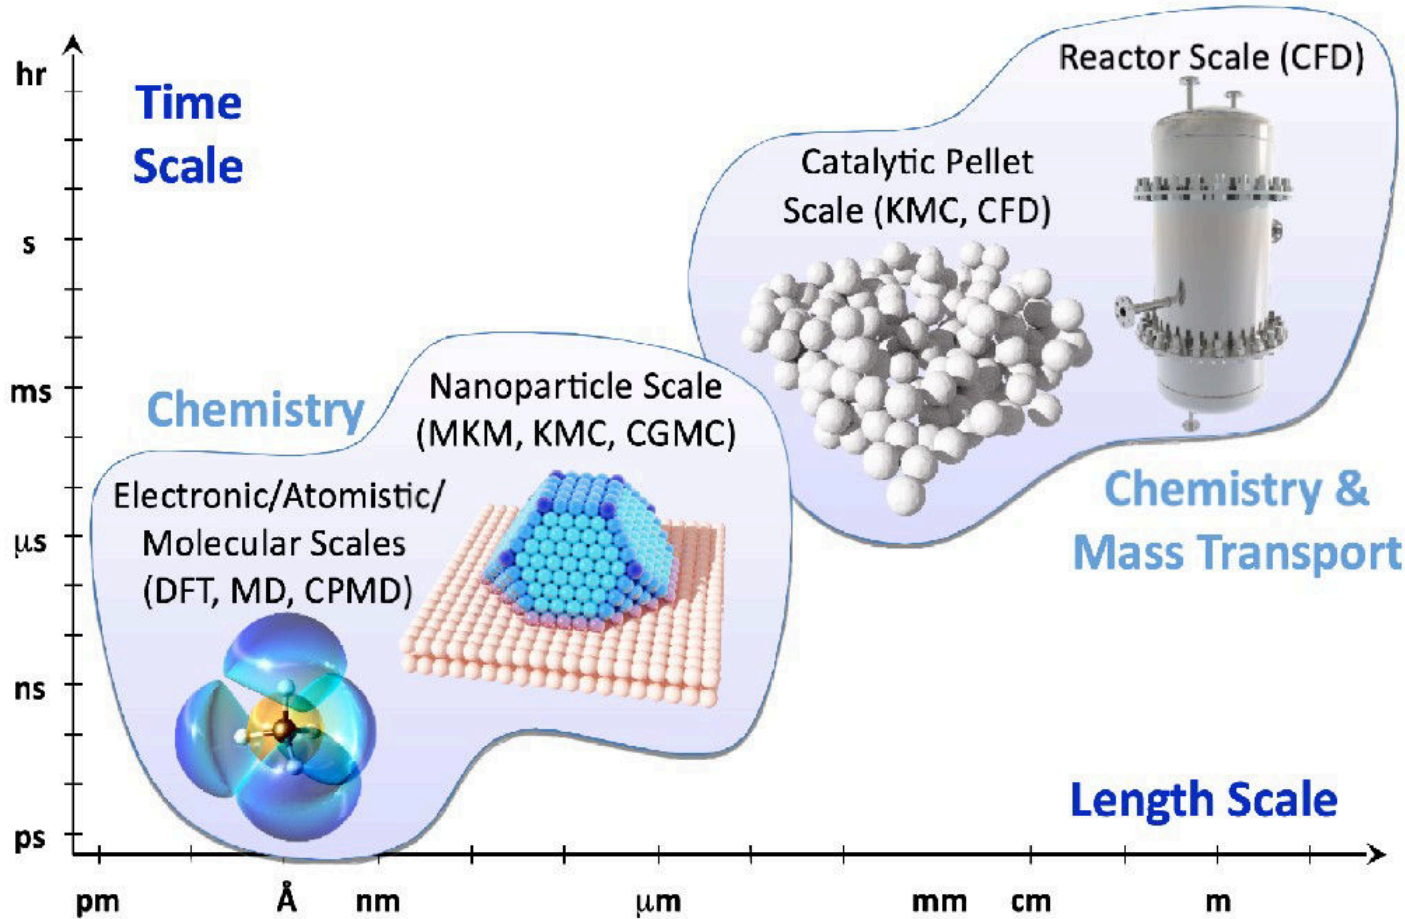 hr
s
ms
μs
ns
ps
Time
Scale
Reactor Scale (CFD)
Catalytic Pellet
Scale (KMC, CFD)
Chemistry
Nanoparticle Scale
(MKM, KMC, CGMC)
Electronic/Atomistic/
Molecular Scales
(DFT, MD, CPMD)
Chemistry &
Mass Transport
Length Scale
pm Å nm μm mm cm m